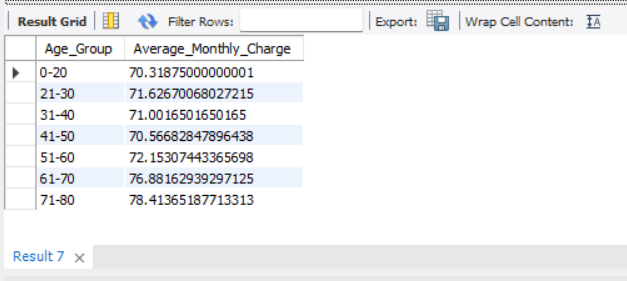 Result Grid Filter Rows: Export: Wrap Cell Content:
Age_Group Average_Monthly_Charge
0-20 70.31875000000001
21-30 71.62670068027215
31-40 71.0016501650165
41-50 70.56682847896438
51-60 72.15307443365698
61-70 76.88162939297125
71-80 78.41365187713313
Result 7